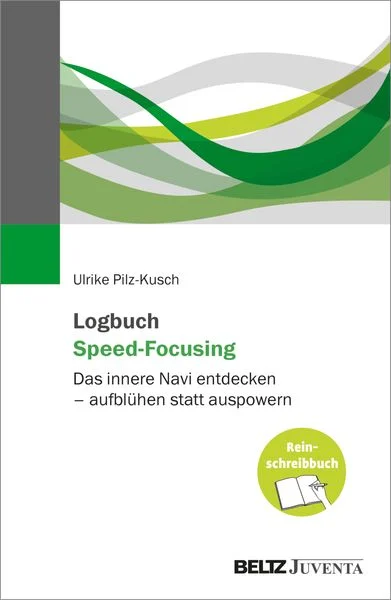 Ulrike Pilz-Kusch
Logbuch
Speed-Focusing
Das innere Navi entdecken
– aufblühen statt auspowern
Rein-
schreibbuch
BELTZ JUVENTA